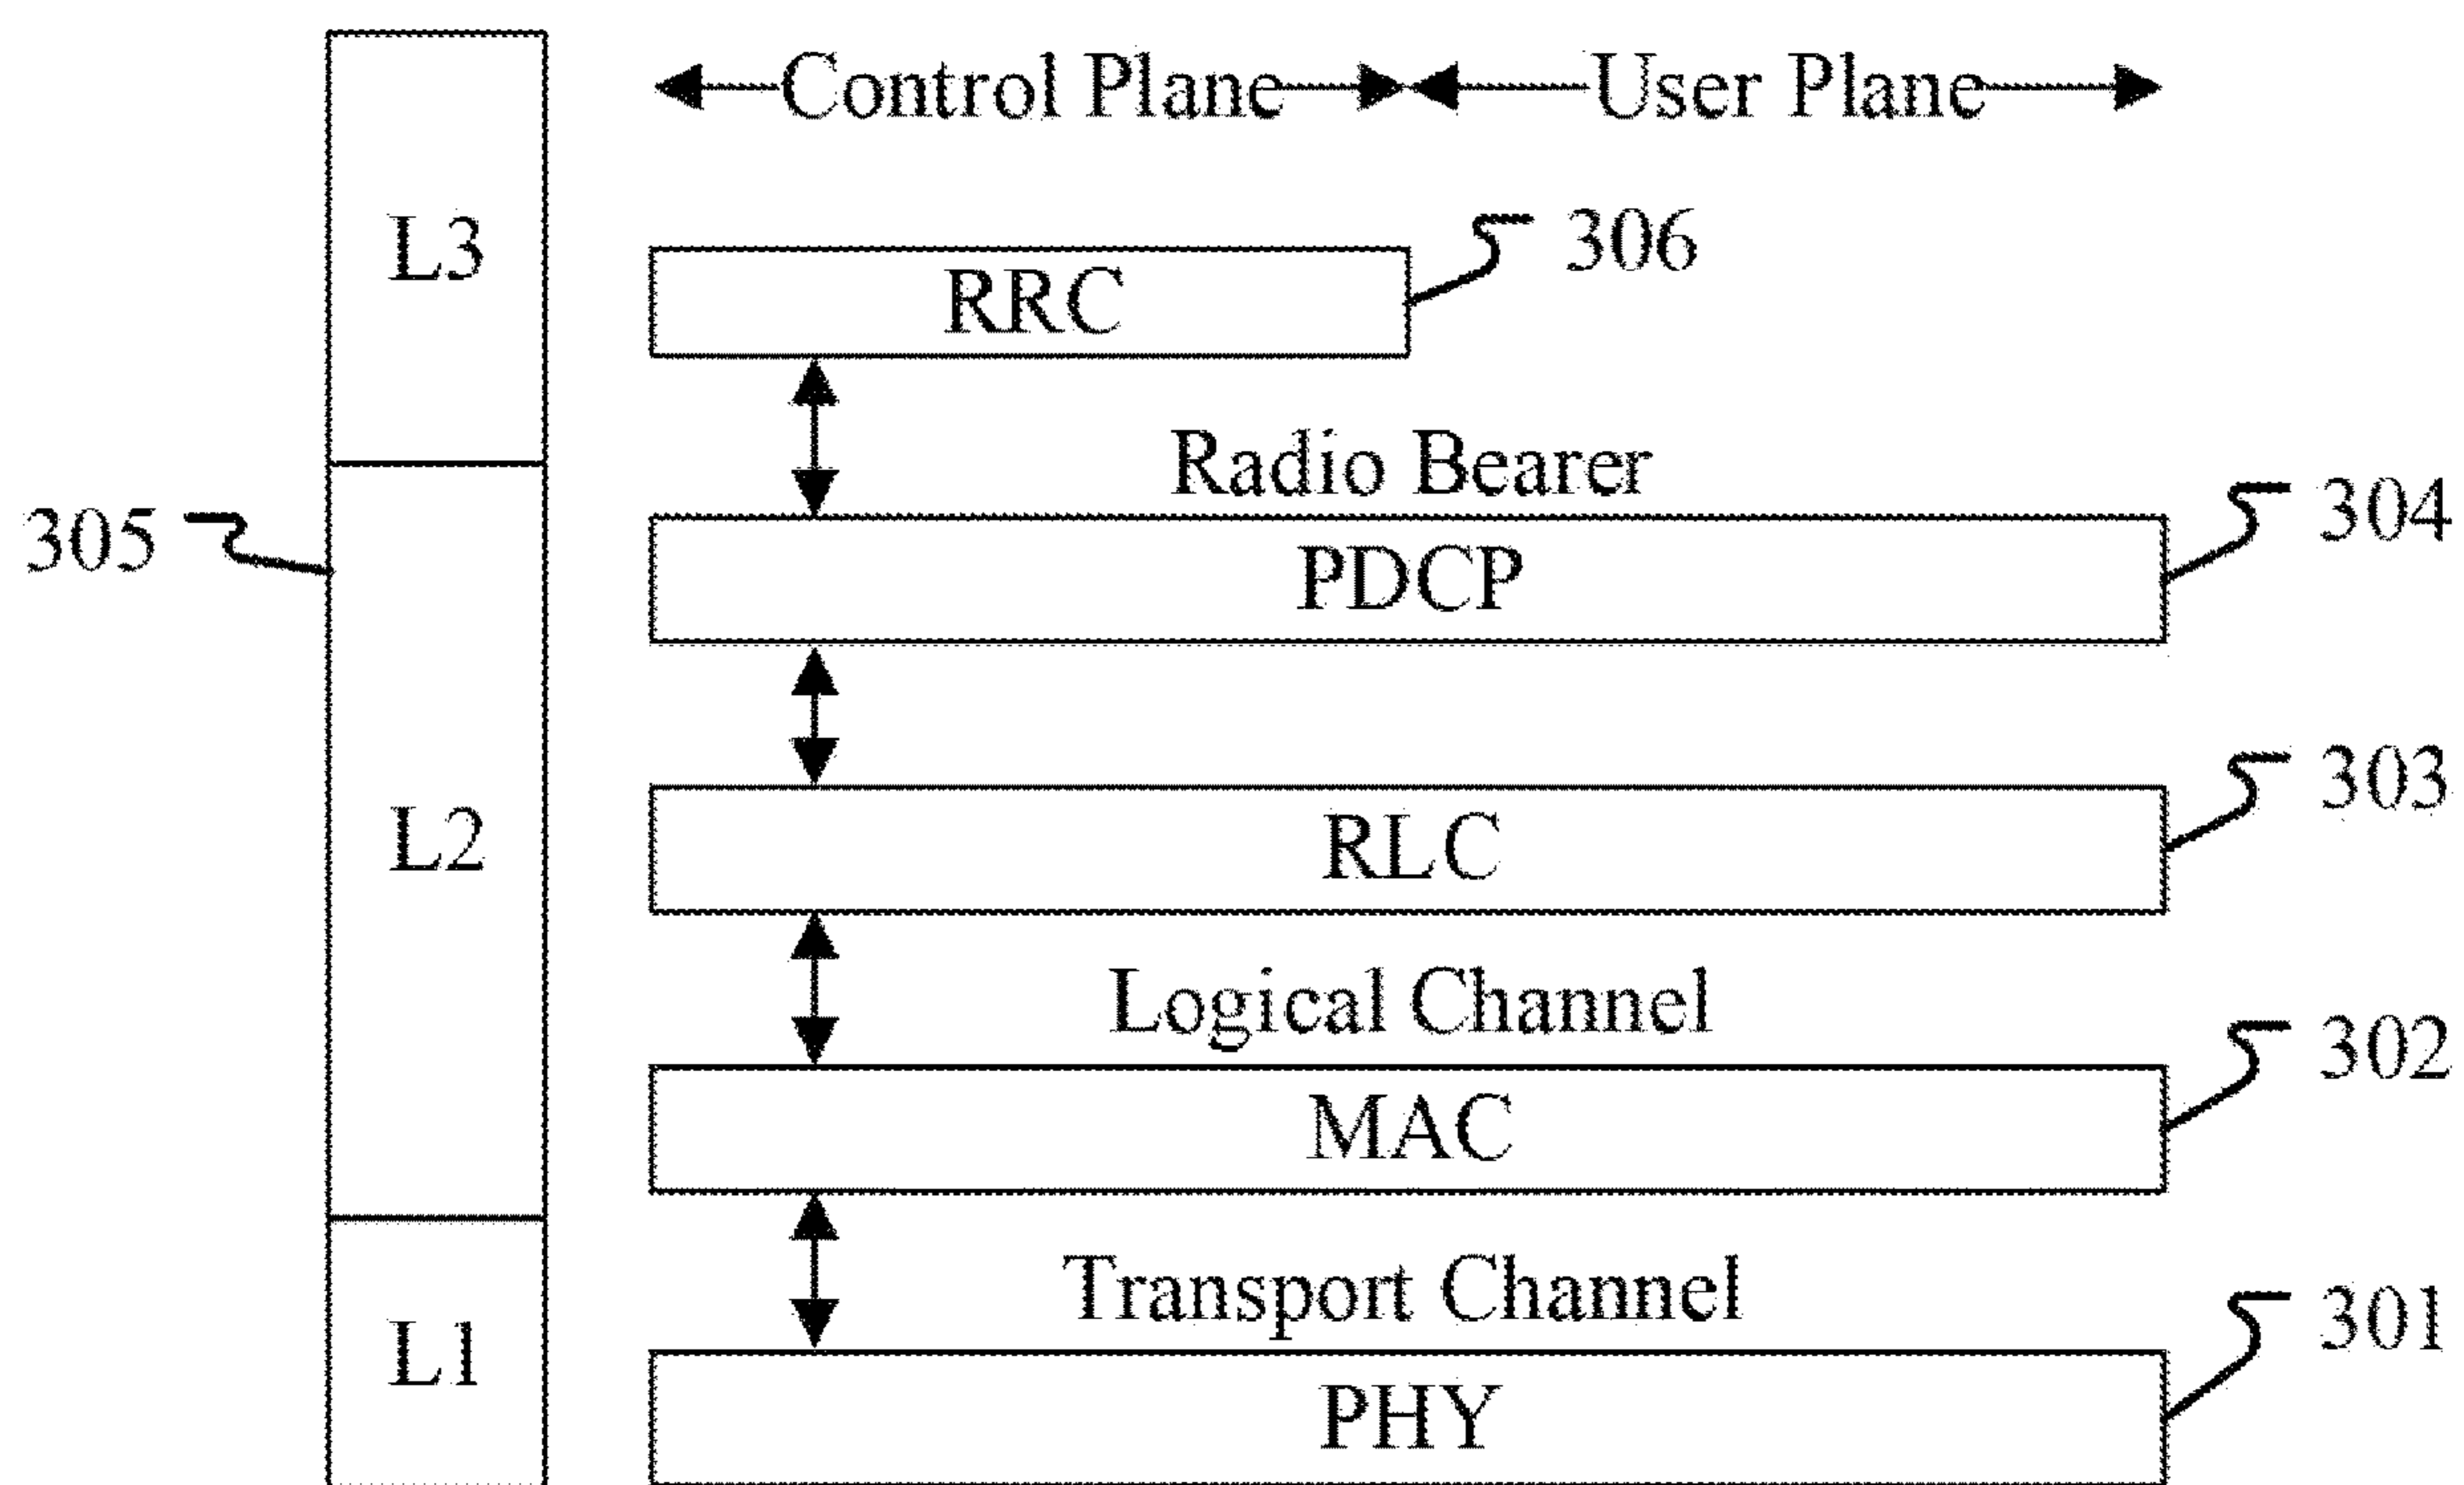 Control Plane User Plane
L3
RRC
306
Radio Bearer
305
PDCP
304
L2
RLC
303
Logical Channel
MAC
302
Transport Channel
L1
PHY
301